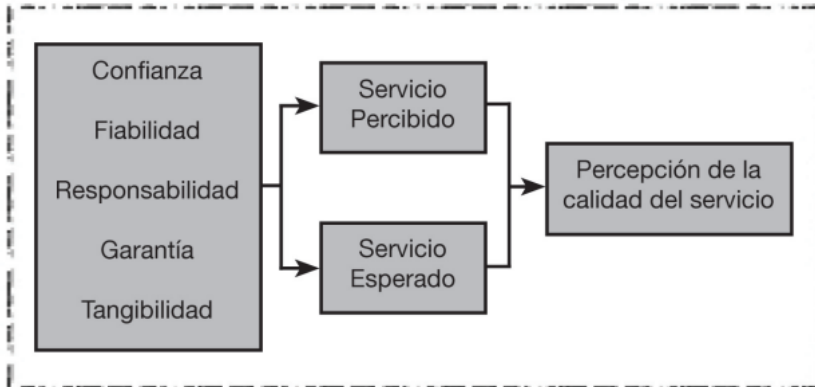 Confianza
Fiabilidad
Responsabilidad
Garantía
Tangibilidad
Servicio
Percibido
Servicio
Esperado
Percepción de la
calidad del servicio